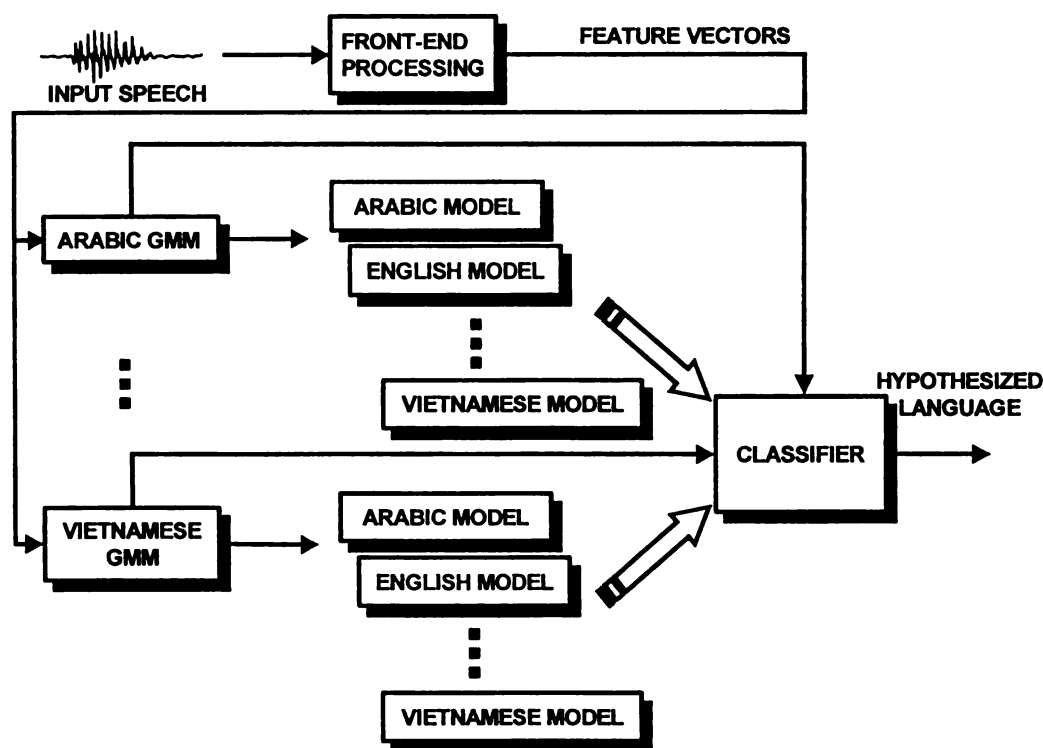 INPUT SPEECH
FRONT-END
PROCESSING
FEATURE VECTORS
ARABIC GMM
ARABIC MODEL
ENGLISH MODEL
VIETNAMESE MODEL
CLASSIFIER
HYPOTHESIZED
LANGUAGE
VIETNAMESE
GMM
ARABIC MODEL
ENGLISH MODEL
VIETNAMESE MODEL